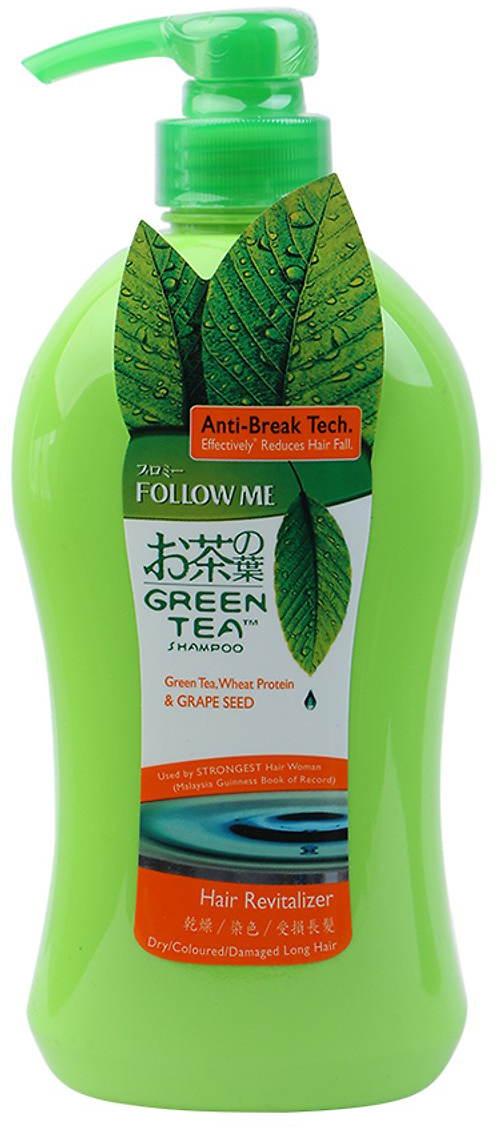 Anti-Break Tech.
Effectively* Reduces Hair Fall.
フロミー
FOLLOW ME
お茶の葉
GREEN
TEA™
SHAMPOO
Green Tea, Wheat Protein
& GRAPE SEED
Used by STRONGEST Hair Woman
(Malaysia Guinness Book of Record)
Hair Revitalizer
乾燥/染色/受損長髮
Dry/Coloured/Damaged Long Hair